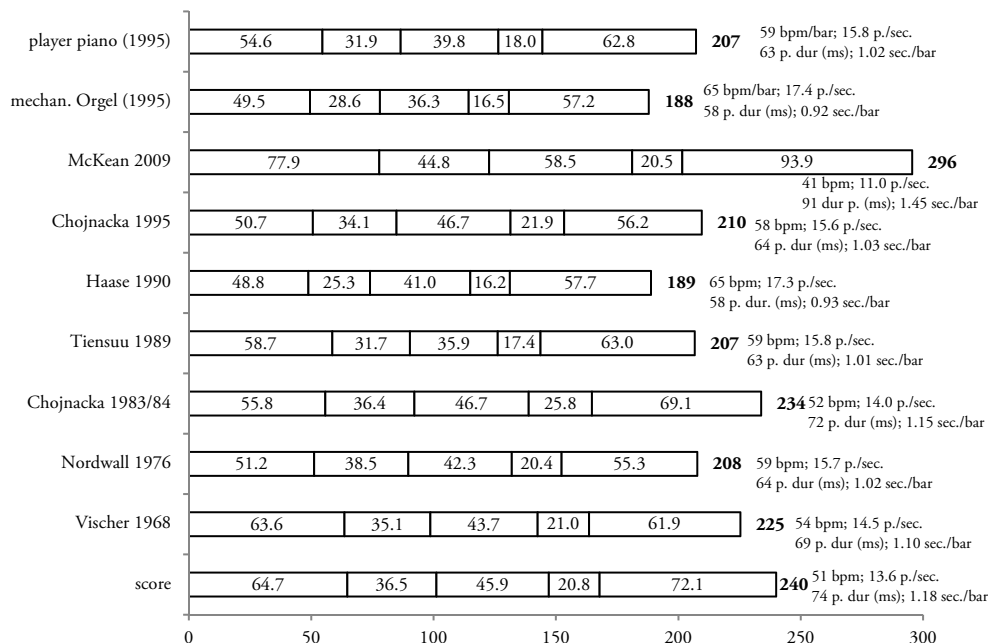 player piano (1995) 54.6 31.9 39.8 18.0 62.8 207 59 bpm/bar; 15.8 p./sec.
63 p. dur (ms); 1.02 sec./bar
mechan. Orgel (1995) 49.5 28.6 36.3 16.5 57.2 188 65 bpm/bar; 17.4 p./sec.
58 p. dur (ms); 0.92 sec./bar
McKean 2009 77.9 44.8 58.5 20.5 93.9 296
41 bpm; 11.0 p./sec.
91 dur p. (ms); 1.45 sec./bar
Chojnacka 1995 50.7 34.1 46.7 21.9 56.2 210 58 bpm; 15.6 p./sec.
64 p. dur (ms); 1.03 sec./bar
Haase 1990 48.8 25.3 41.0 16.2 57.7 189 65 bpm; 17.3 p./sec.
58 p. dur. (ms); 0.93 sec./bar
Tiensuu 1989 58.7 31.7 35.9 17.4 63.0 207 59 bpm; 15.8 p./sec.
63 p. dur (ms); 1.01 sec./bar
Chojnacka 1983/84 55.8 36.4 46.7 25.8 69.1 234 52 bpm; 14.0 p./sec.
72 p. dur (ms); 1.15 sec./bar
Nordwall 1976 51.2 38.5 42.3 20.4 55.3 208 59 bpm; 15.7 p./sec.
64 p. dur (ms); 1.02 sec./bar
Vischer 1968 63.6 35.1 43.7 21.0 61.9 225 54 bpm; 14.5 p./sec.
69 p. dur (ms); 1.10 sec./bar
score 64.7 36.5 45.9 20.8 72.1 240 51 bpm; 13.6 p./sec.
74 p. dur (ms); 1.18 sec./bar
0 50 100 150 200 250 300